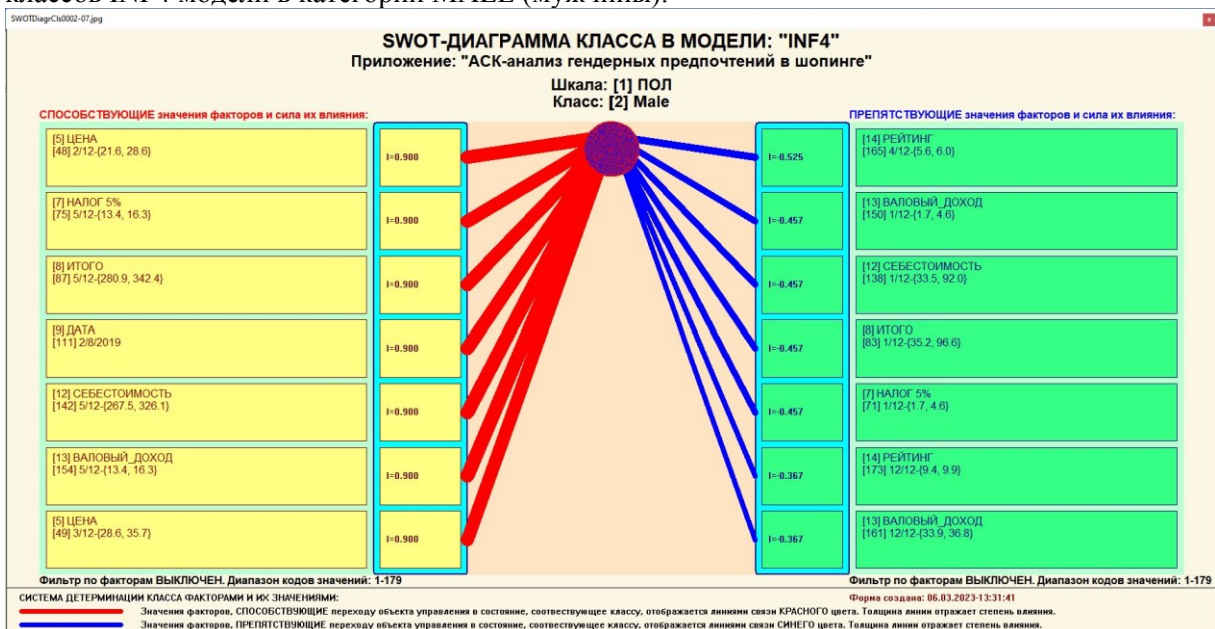 классов INF4 модели в категории MALE (мужчины).
SWOTDiagrCls0002-07.jpg
SWOT-ДИАГРАММА КЛАССА В МОДЕЛИ: "INF4"
Приложение: "АСК-анализ гендерных предпочтений в шопинге"
Шкала: [1] ПОЛ
Класс: [2] Male
СПОСОБСТВУЮЩИЕ значения факторов и сила их влияния:
ПРЕПЯТСТВУЮЩИЕ значения факторов и сила их влияния:
[5] ЦЕНА
[48] 2/12-{21.6, 28.6}
I=0.900
I=-0.525
[14] РЕЙТИНГ
[165] 4/12-{5.6, 6.0}
[7] НАЛОГ 5%
[75] 5/12-{13.4, 16.3}
I=0.900
I=-0.457
[13] ВАЛОВЫЙ_ДОХОД
[150] 1/12-{1.7, 4.6}
[8] ИТОГО
[87] 5/12-{280.9, 342.4}
I=0.900
I=-0.457
[12] СЕБЕСТОИМОСТЬ
[138] 1/12-{33.5, 92.0}
[9] ДАТА
[111] 2/8/2019
I=0.900
I=-0.457
[8] ИТОГО
[83] 1/12-{35.2, 96.6}
[12] СЕБЕСТОИМОСТЬ
[142] 5/12-{267.5, 326.1}
I=0.900
I=-0.457
[7] НАЛОГ 5%
[71] 1/12-{1.7, 4.6}
[13] ВАЛОВЫЙ_ДОХОД
[154] 5/12-{13.4, 16.3}
I=0.900
I=-0.367
[14] РЕЙТИНГ
[173] 12/12-{9.4, 9.9}
[5] ЦЕНА
[49] 3/12-{28.6, 35.7}
I=0.900
I=-0.367
[13] ВАЛОВЫЙ_ДОХОД
[161] 12/12-{33.9, 36.8}
Фильтр по факторам ВЫКЛЮЧЕН. Диапазон кодов значений: 1-179
Фильтр по факторам ВЫКЛЮЧЕН. Диапазон кодов значений: 1-179
СИСТЕМА ДЕТЕРМИНАЦИИ КЛАССА ФАКТОРАМИ И ИХ ЗНАЧЕНИЯМИ:
Форма создана: 06.03.2023-13:31:41
Значения факторов, СПОСОБСТВУЮЩИЕ переходу объекта управления в состояние, соотвествующее классу, отображается линиями связи КРАСНОГО цвета. Толщина линии отражает степень влияния.
Значения факторов, ПРЕПЯТСТВУЮЩИЕ переходу объекта управления в состояние, соотвествующее классу, отображается линиями связи СИНЕГО цвета. Толщина линии отражает степень влияния.